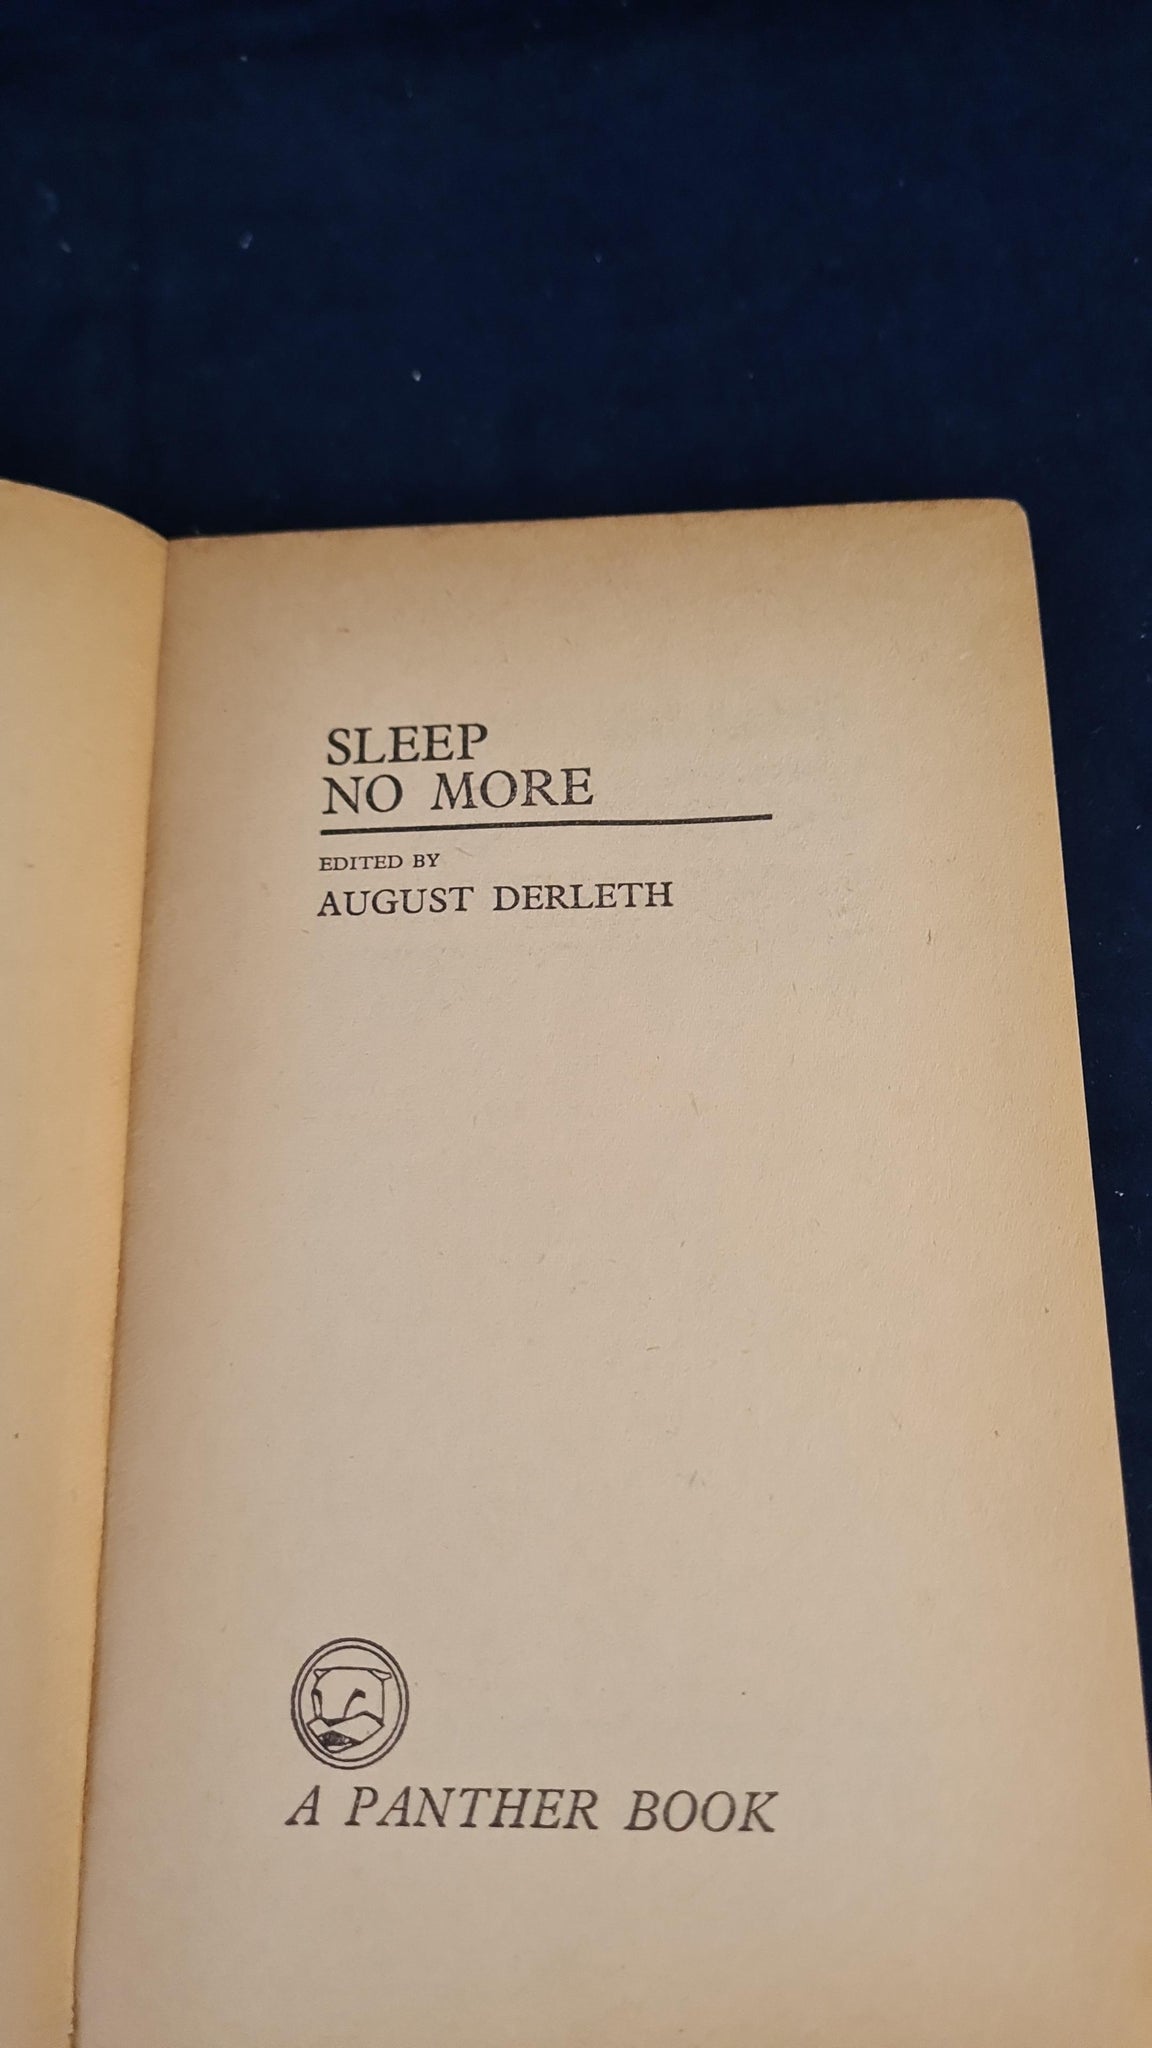 SLEEP
NO MORE
EDITED BY
AUGUST DERLETH
A PANTHER BOOK